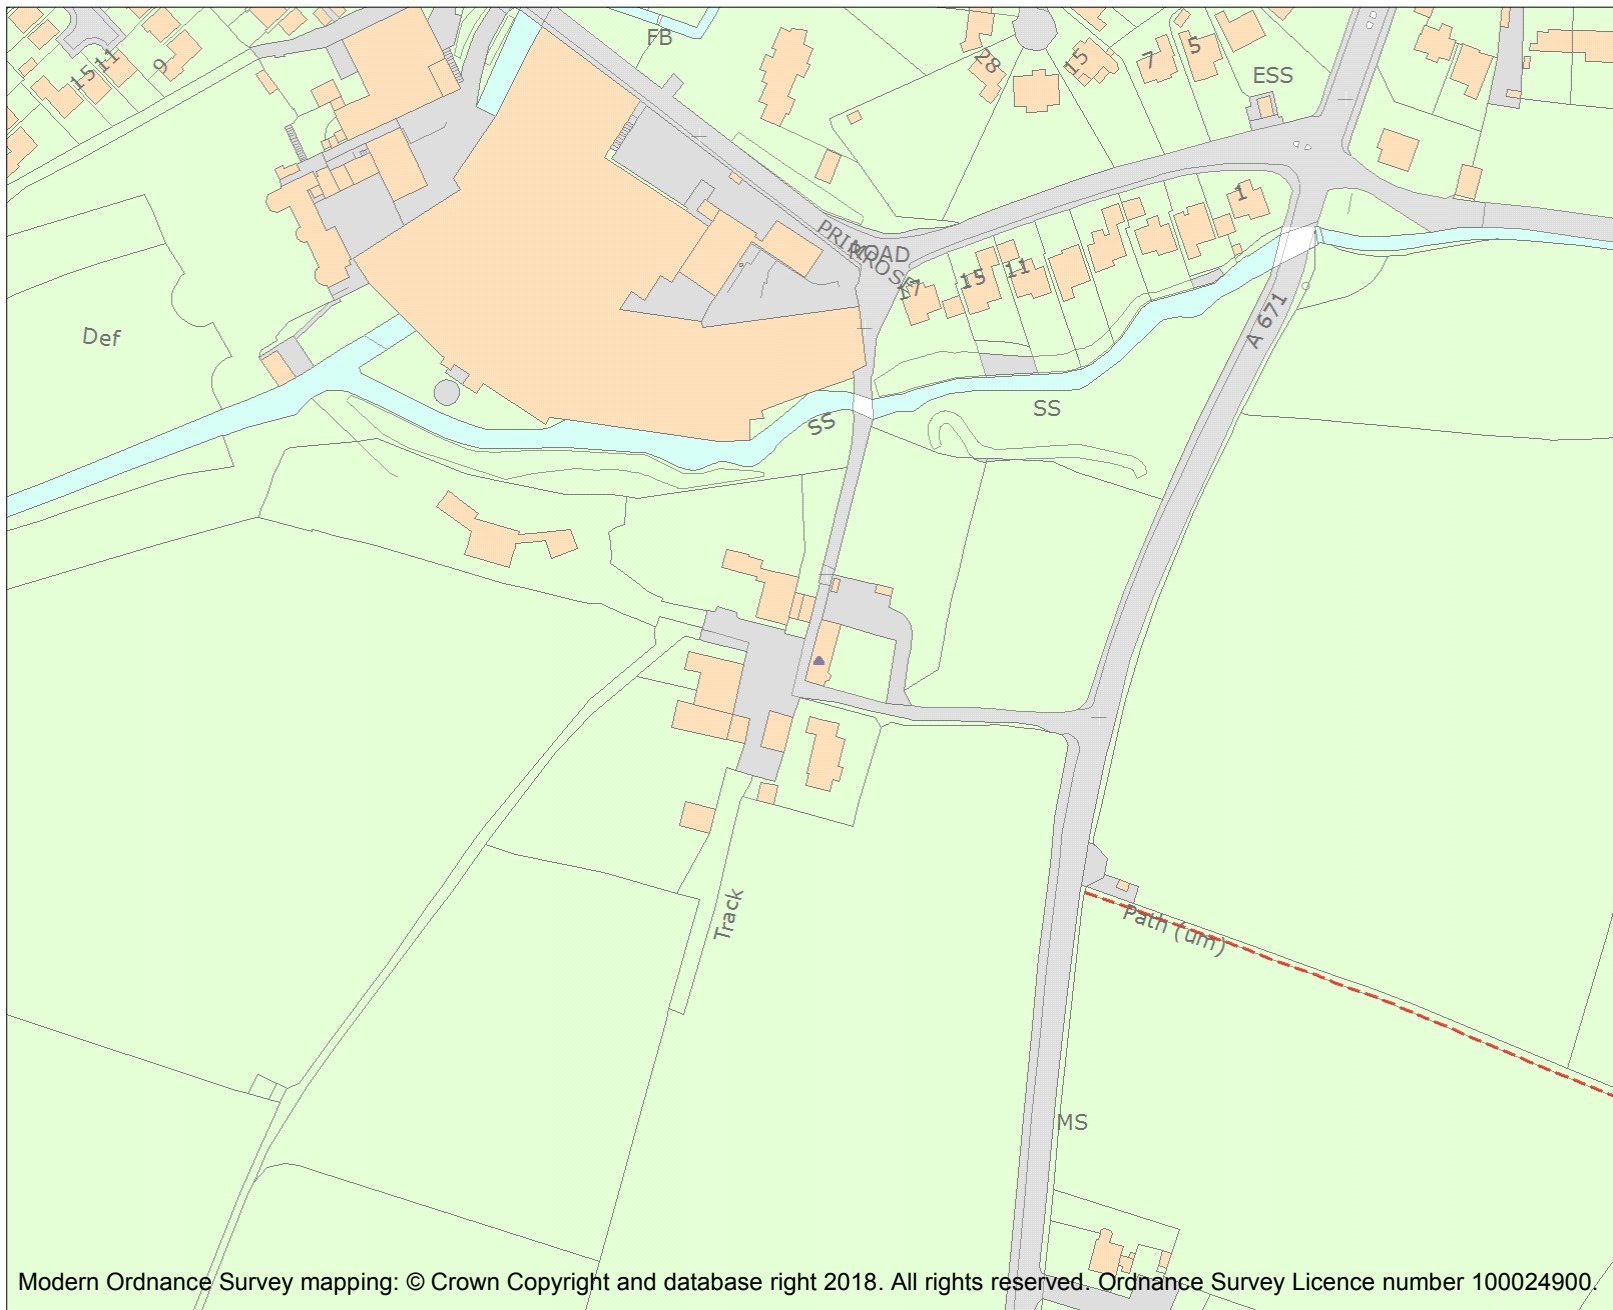 FB
15
11
9
28
15
7
5
ESS
1
PRIMROSE
ROAD
17
15
11
A 671
Def
SS
SS
Track
Path (um)
MS
Modern Ordnance Survey mapping: © Crown Copyright and database right 2018. All rights reserved. Ordnance Survey Licence number 100024900.